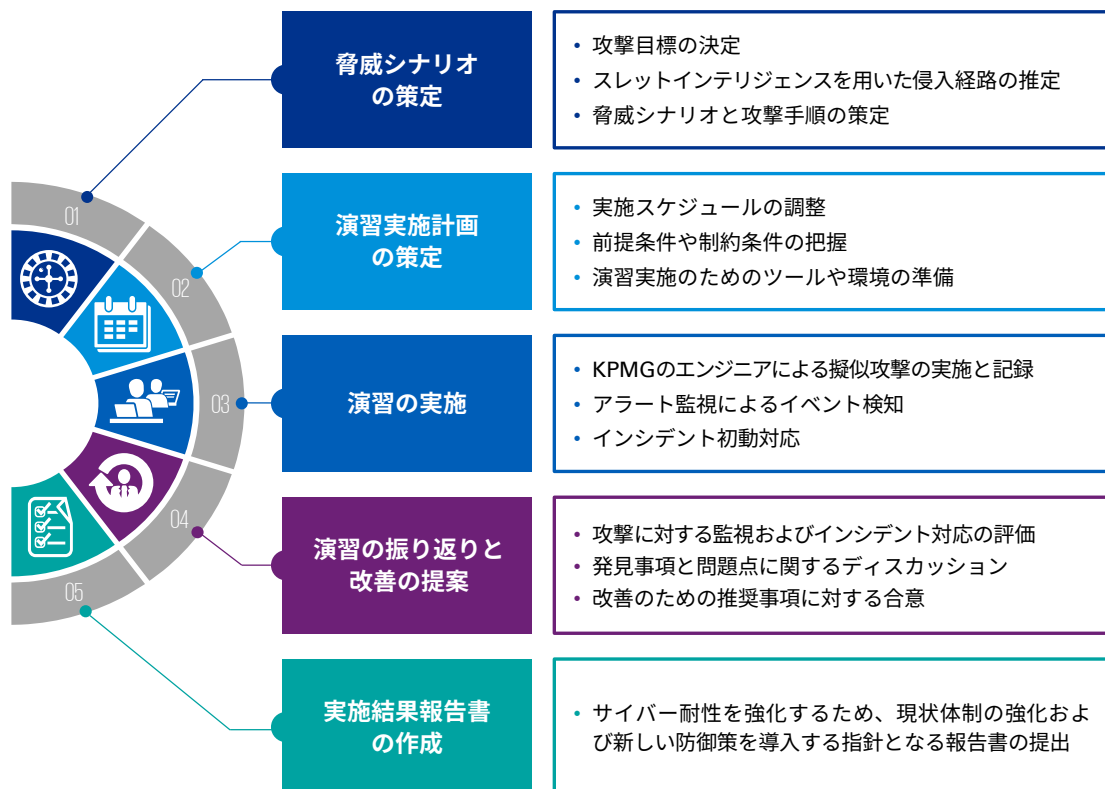 脅威シナリオ
の策定
• 攻撃目標の決定
• スレットインテリジェンスを用いた侵入経路の推定
• 脅威シナリオと攻撃手順の策定
01
演習実施計画
の策定
• 実施スケジュールの調整
• 前提条件や制約条件の把握
• 演習実施のためのツールや環境の準備
02
演習の実施
• KPMGのエンジニアによる擬似攻撃の実施と記録
• アラート監視によるイベント検知
• インシデント初動対応
03
演習の振り返りと
改善の提案
• 攻撃に対する監視およびインシデント対応の評価
• 発見事項と問題点に関するディスカッション
• 改善のための推奨事項に対する合意
04
実施結果報告書
の作成
• サイバー耐性を強化するため、現状体制の強化およ
び新しい防御策を導入する指針となる報告書の提出
05